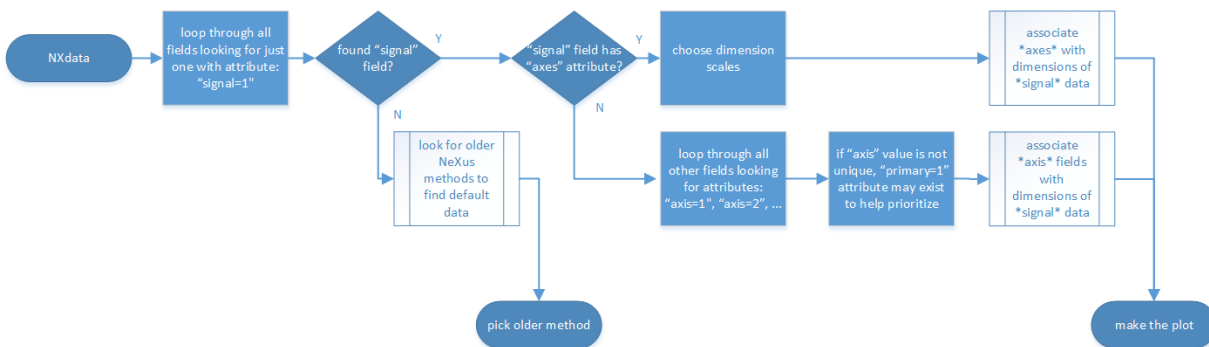 NXdata
loop through all
fields looking for just
one with attribute:
“signal=1"
found “signal”
field?
Y
“signal” field has
“axes” attribute?
Y
choose dimension
scales
associate
*axes* with
dimensions of
*signal* data
N
look for older
NeXus
methods to
find default
data
N
loop through all
other fields looking
for attributes:
“axis=1", “axis=2”, ...
if “axis” value is not
unique, “primary=1”
attribute may exist
to help prioritize
associate
*axis* fields
with
dimensions of
*signal* data
pick older method
make the plot